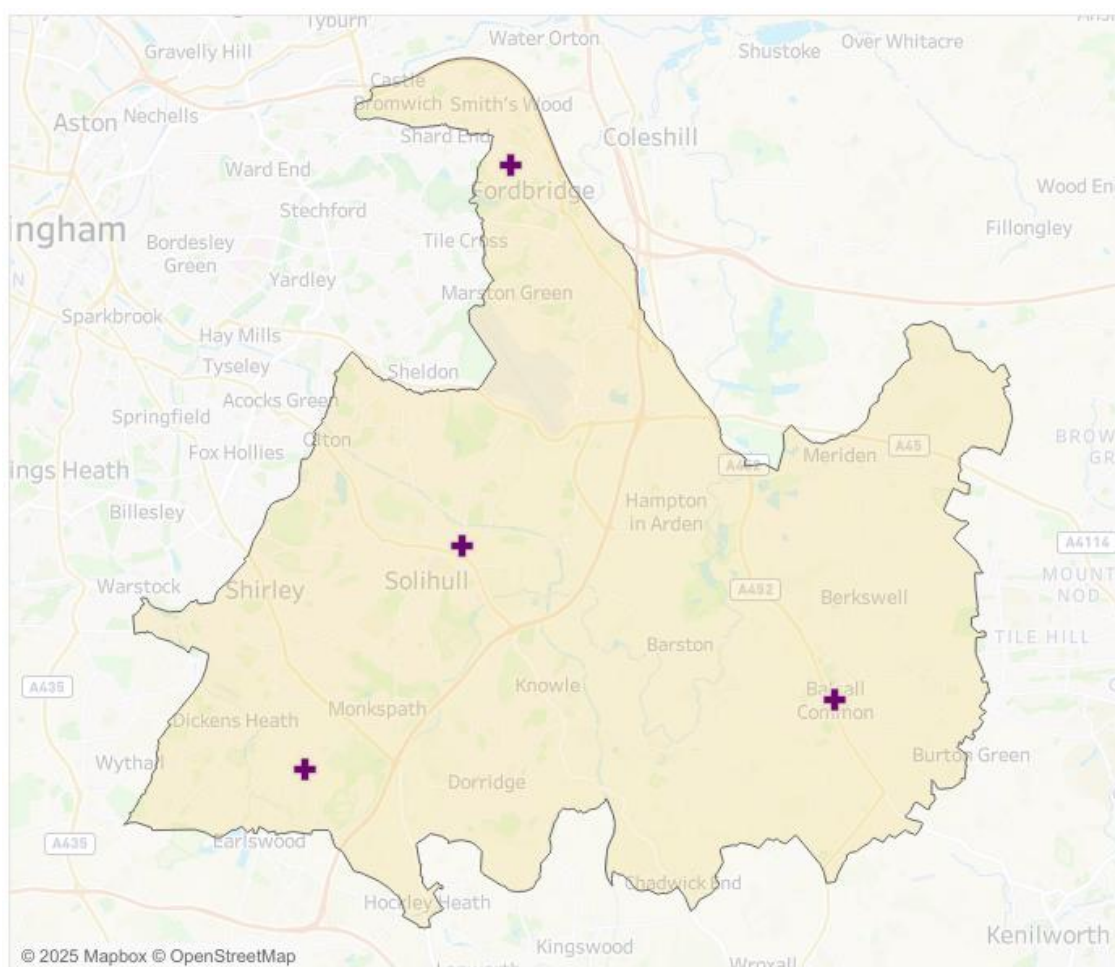 Tyburn
Gravelly Hill
Water Orton
Shustoke
Over Whitacre
Castle
Bromwich
Smith's Wood
Aston
Nechells
Shard End
Coleshill
Ward End
Fordbridge
Wood En
Stechford
Fillongley
ingham
Bordesley
Green
Tile Cross
N
Yardley
Marston Green
Sparkbrook
Hay Mills
Tyseley
Sheldon
Acocks Green
Springfield
Olton
Fox Hollies
BROW
GR
A45
Meriden
A452
ings Heath
Billesley
Hampton
in Arden
A4114
Warstock
Shirley
Solihull
A452
Berkswell
MOUNT
NOD
TILE HILL
Barston
A435
Knowle
Balsall
Common
Dickens Heath
Monkspath
Wythall
Burton Green
Dorridge
A435
Earlswood
Chadwick End
Hockley Heath
Kenilworth
Kingswood
Wroxall
© 2025 Mapbox © OpenStreetMap